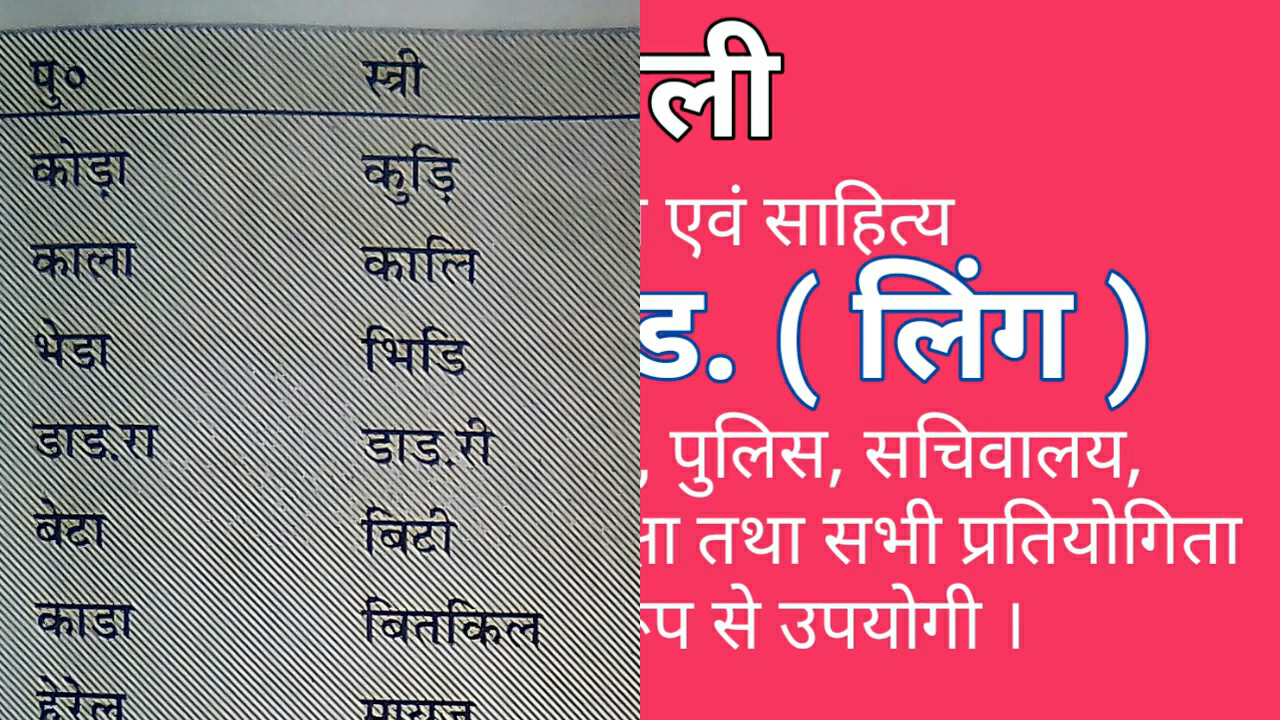 पु० स्त्री
कोड़ा कुड़ि
काला कालि
भेडा भिडि
डाड.रा डाड.री
बेटा बिटी
काडा बितकिल
हेरेल
ली
एवं साहित्य
ड. ( लिंग )
, पुलिस, सचिवालय,
तथा सभी प्रतियोगिता
से उपयोगी ।